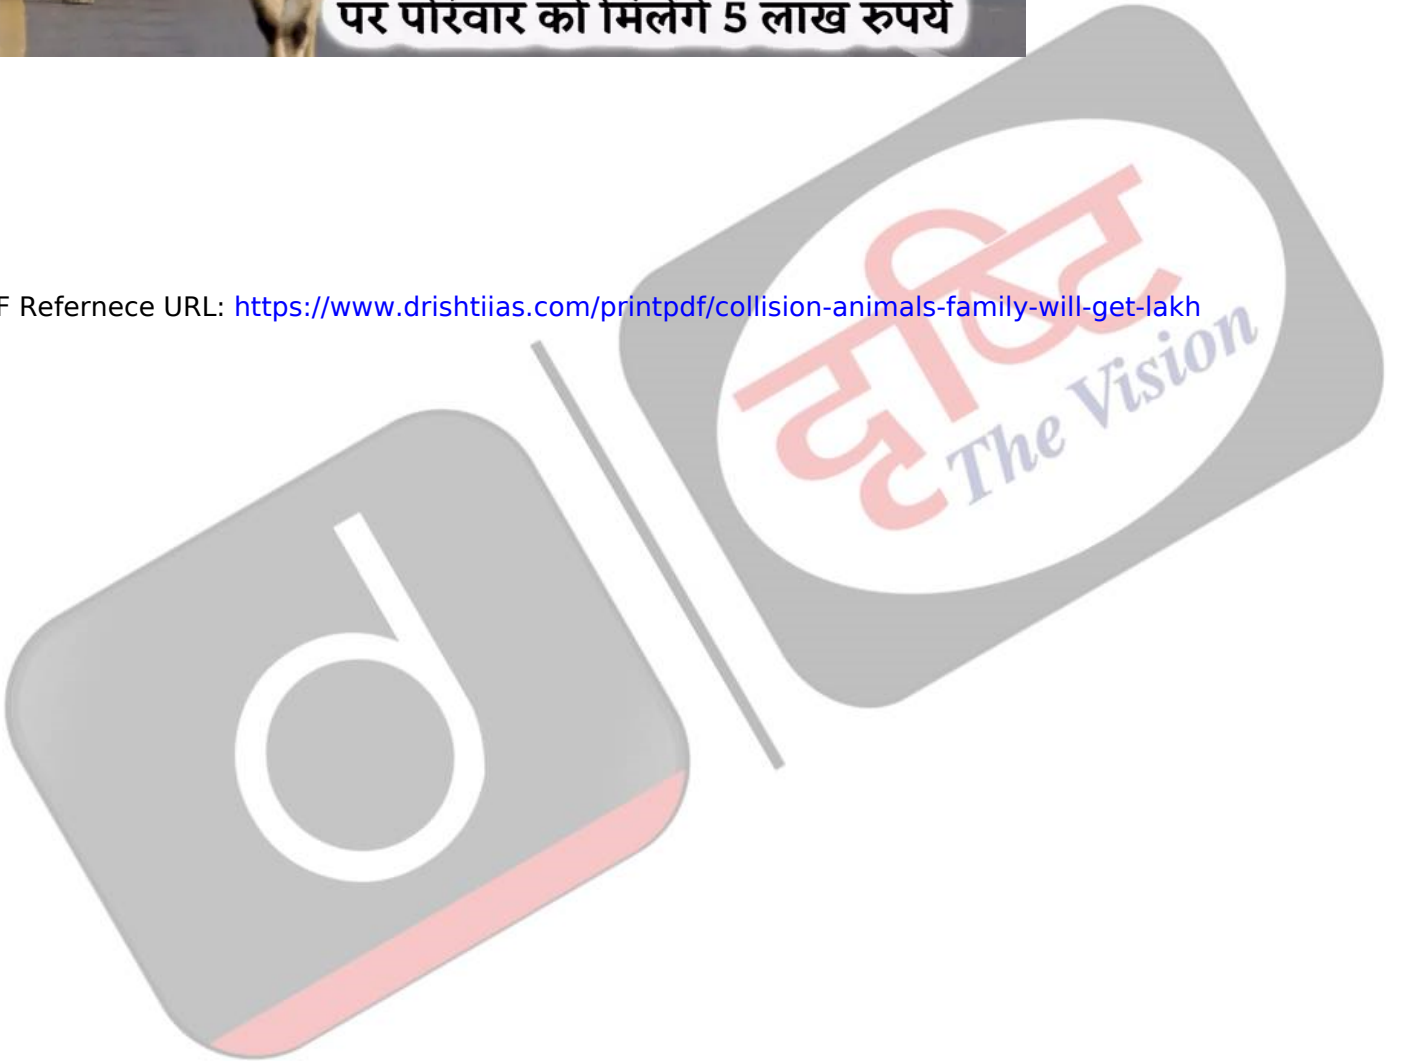 पर परिवार को मिलेंगे 5 लाख रुपये
F Refernece URL: https://www.drishtiias.com/printpdf/collision-animals-family-will-get-lakh
दृष्टि
The Vision
d